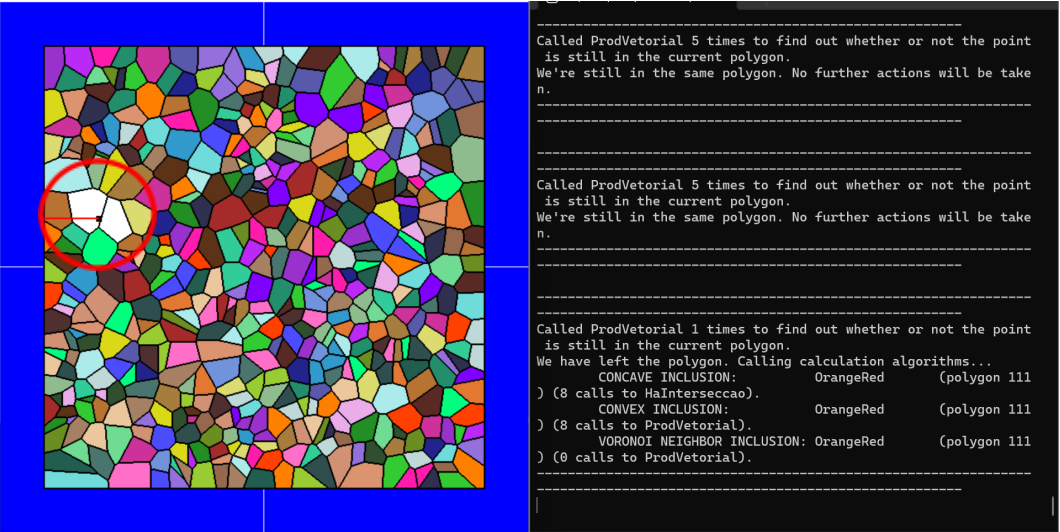 -------------------------------------------------------
Called ProdVetorial 5 times to find out whether or not the point
 is still in the current polygon.
We're still in the same polygon. No further actions will be take
n.
----------------------------------------------------------------
-------------------------------------------------------
----------------------------------------------------------------
-------------------------------------------------------
Called ProdVetorial 5 times to find out whether or not the point
 is still in the current polygon.
We're still in the same polygon. No further actions will be take
n.
----------------------------------------------------------------
-------------------------------------------------------
----------------------------------------------------------------
-------------------------------------------------------
Called ProdVetorial 1 times to find out whether or not the point
 is still in the current polygon.
We have left the polygon. Calling calculation algorithms...
        CONCAVE INCLUSION:          OrangeRed       (polygon 111
) (8 calls to HaInterseccao).
        CONVEX INCLUSION:           OrangeRed       (polygon 111
) (8 calls to ProdVetorial).
        VORONOI NEIGHBOR INCLUSION: OrangeRed       (polygon 111
) (0 calls to ProdVetorial).
----------------------------------------------------------------
-------------------------------------------------------